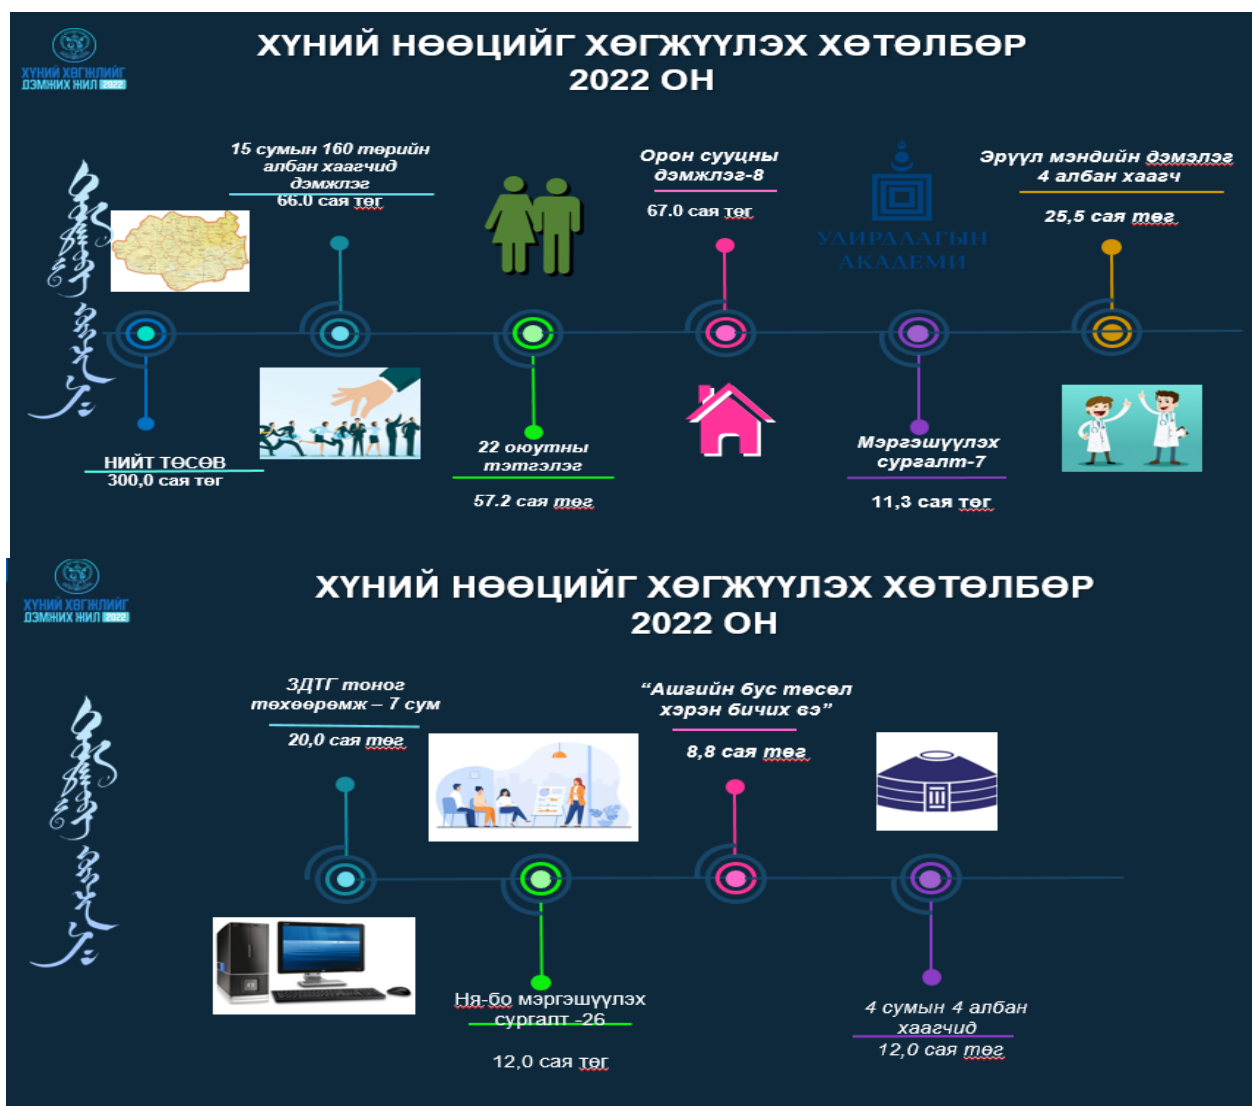 ХҮНИЙ НӨӨЦИЙГ ХӨГЖҮҮЛЭХ ХӨТӨЛБӨР
2022 ОН
ХҮНИЙ ХӨГЖЛИЙГ
ДЭМЖИХ ЖИЛ 2022
15 сумын 160 төрийн
албан хаагчид
дэмжлэг
66.0 сая төг
Орон сууцны
дэмжлэг-8
67.0 сая төг
УДИРДЛАГЫН
АКАДЕМИ
Эрүүл мэндийн дэмэлэг
4 албан хаагч
25,5 сая төг
НИЙТ ТӨСӨВ
300,0 сая төг
22 оюутны
тэтгэлэг
57.2 сая төг
Мэргэшүүлэх
сургалт-7
11,3 сая төг
ХҮНИЙ НӨӨЦИЙГ ХӨГЖҮҮЛЭХ ХӨТӨЛБӨР
2022 ОН
ХҮНИЙ ХӨГЖЛИЙГ
ДЭМЖИХ ЖИЛ 2022
ЗДТГ тоног
төхөөрөмж – 7 сум
20,0 сая төг
“Ашгийн бус төсөл
хэрэн бичих вэ”
8,8 сая төг
Ня-бо мэргэшүүлэх
сургалт -26
12,0 сая төг
4 сумын 4 албан
хаагчид
12,0 сая төг